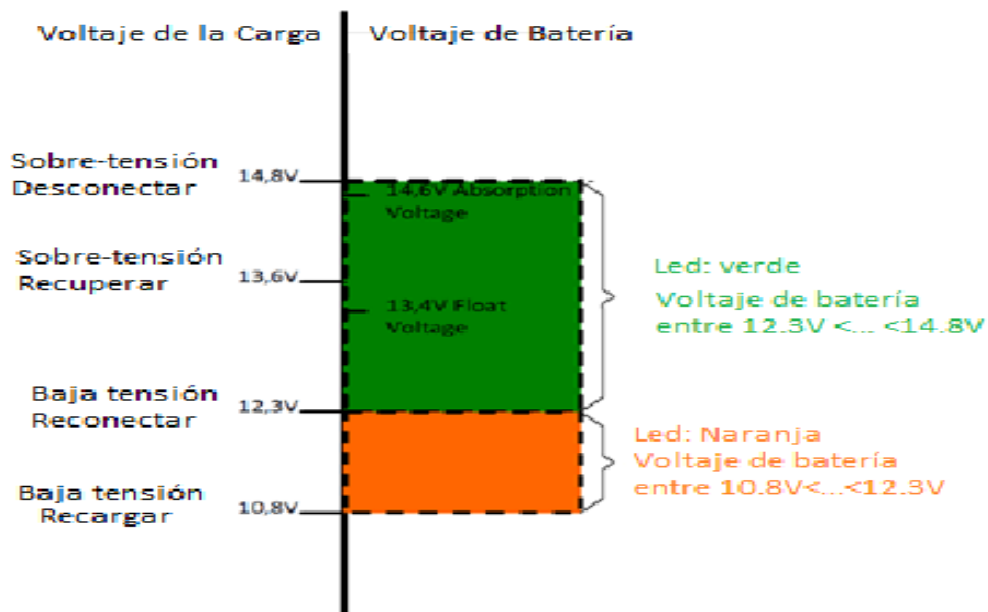 Voltaje de la Carga
Voltaje de Batería
Sobre-tensión
Desconectar
14,8V
14,6V Absorption
Voltage
Sobre-tensión
Recuperar
13,6V
13,4V Float
Voltage
Led: verde
Voltaje de batería
entre 12.3V <... <14.8V
Baja tensión
Reconectar
12,3V
Led: Naranja
Voltaje de batería
entre 10.8V<...<12.3V
Baja tensión
Recargar
10,8V